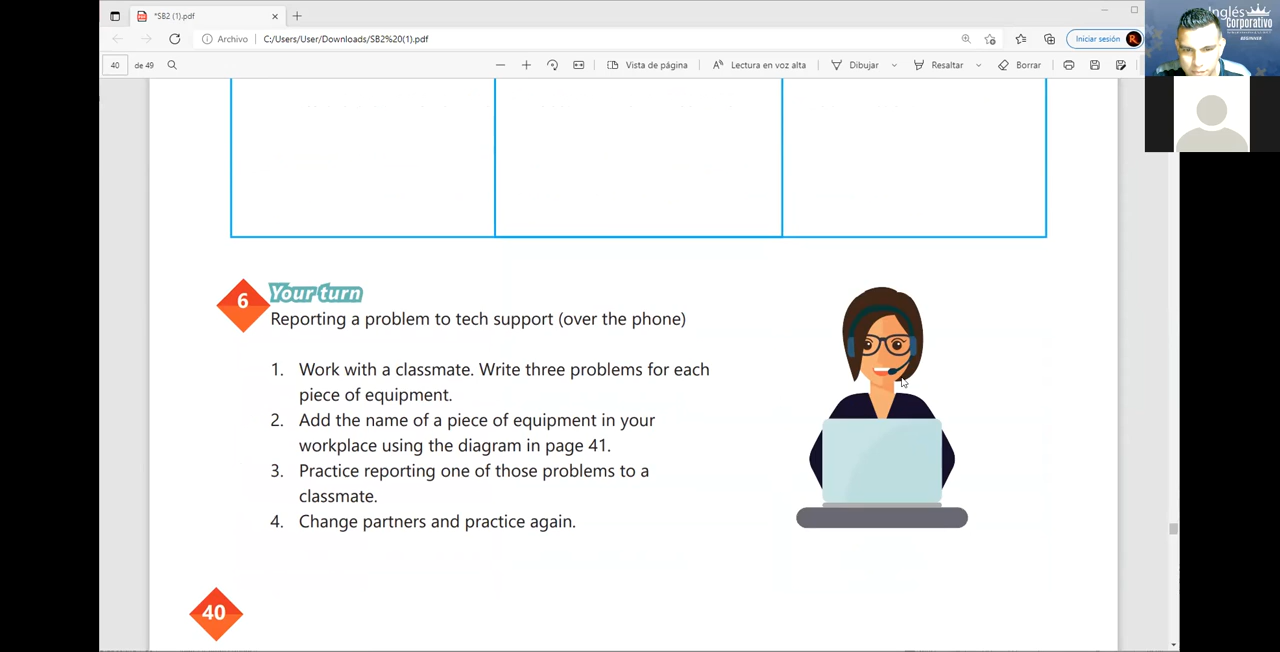 *SB2 (1).pdf
Archivo C:/Users/User/Downloads/SB2%20(1).pdf
Iniciar sesión R
40 de 49 Vista de página Lectura en voz alta Dibujar Resaltar Borrar
Inglés
Corporativo
BEGINNER
6 Your turn
Reporting a problem to tech support (over the phone)
1. Work with a classmate. Write three problems for each
piece of equipment.
2. Add the name of a piece of equipment in your
workplace using the diagram in page 41.
3. Practice reporting one of those problems to a
classmate.
4. Change partners and practice again.
40